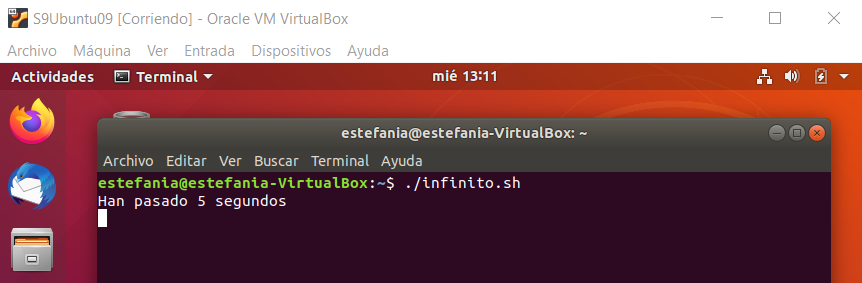 S9Ubuntu09 [Corriendo] - Oracle VM VirtualBox
Archivo Máquina Ver Entrada Dispositivos Ayuda
Actividades Terminal mié 13:11
estefania@estefania-VirtualBox: ~
Archivo Editar Ver Buscar Terminal Ayuda
estefania@estefania-VirtualBox:~$ ./infinito.sh
Han pasado 5 segundos